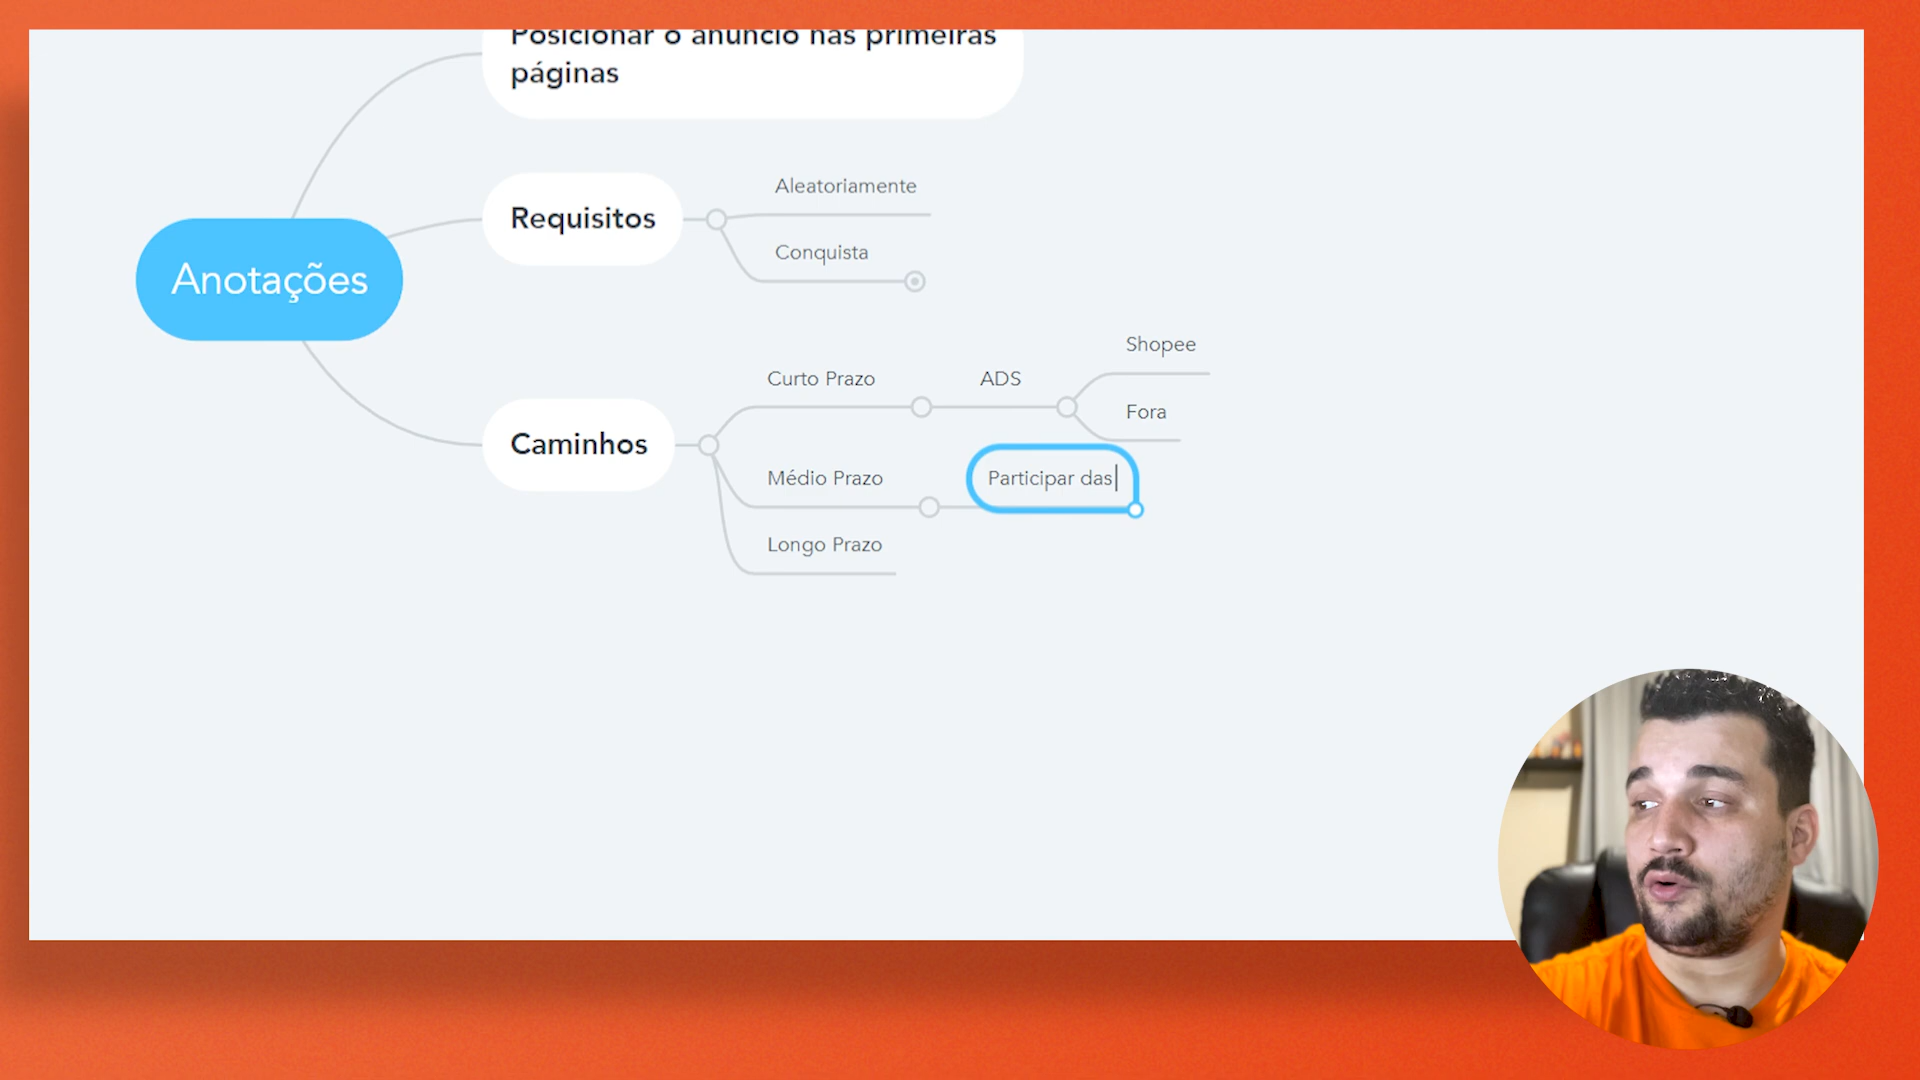 Posicionar o anúncio nas primeiras
páginas
Requisitos
Aleatoriamente
Conquista
Anotações
Caminhos
Curto Prazo
ADS
Shopee
Fora
Médio Prazo
Participar das
Longo Prazo